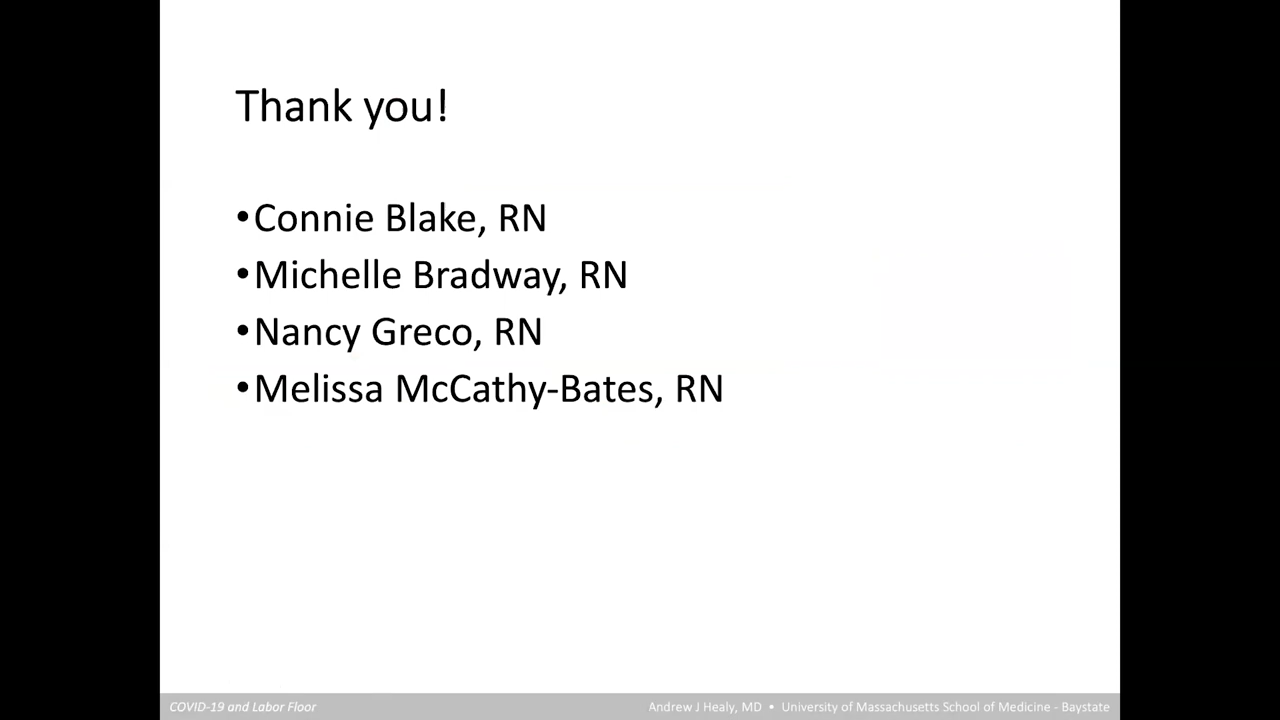 Thank you!
•Connie Blake, RN
•Michelle Bradway, RN
•Nancy Greco, RN
•Melissa McCathy-Bates, RN
COVID-19 and Labor Floor
Andrew J Healy, MD • University of Massachusetts School of Medicine - Baystate